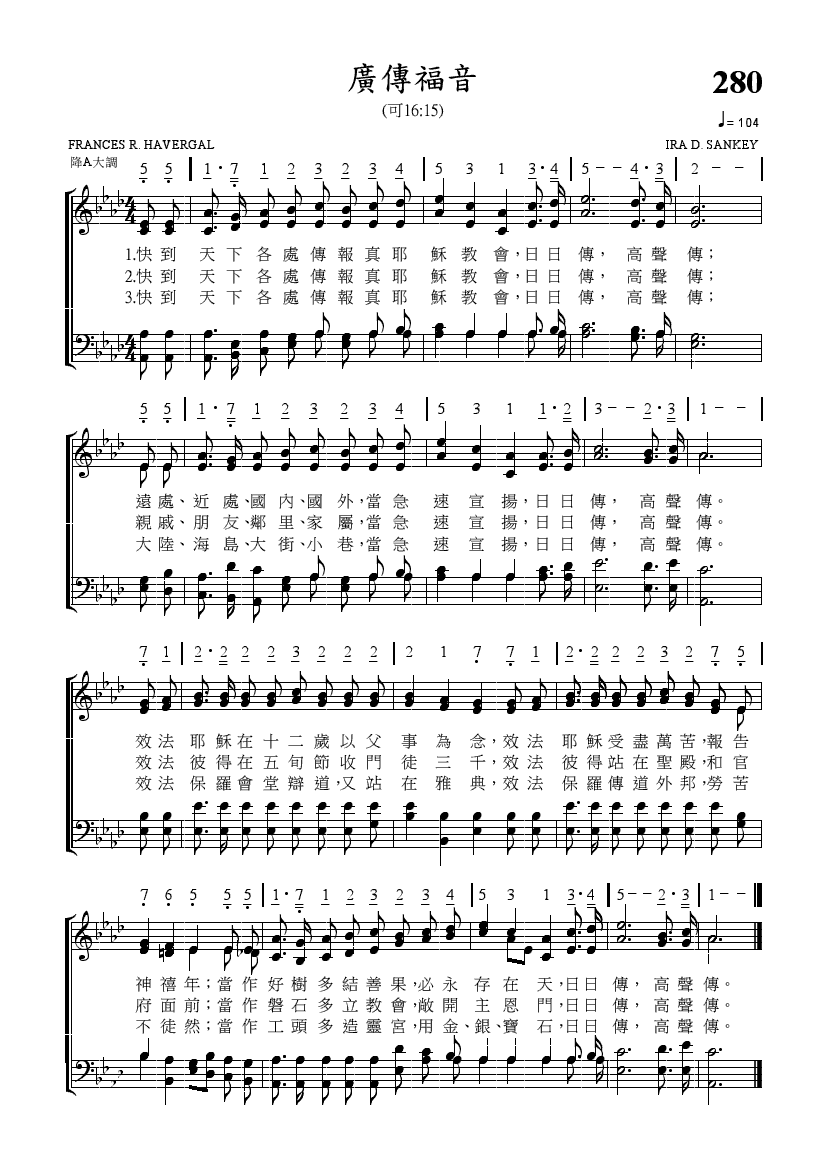 廣傳福音
280
(可16:15)
♩= 104
FRANCES R. HAVERGAL
IRA D. SANKEY
降A大調
5 5 | 1· 7 1 2 3 2 3 4 | 5 3 1 3·4 | 5 – – 4·3 | 2 – –
1.快到 天下各處傳報真耶 穌教會,日日傳, 高聲傳;
2.快到 天下各處傳報真耶 穌教會,日日傳, 高聲傳;
3.快到 天下各處傳報真耶 穌教會,日日傳, 高聲傳;
5 5 | 1· 7 1 2 3 2 3 4 | 5 3 1 1·2 | 3 – – 2·3 | 1 – –
遠處、近處、國內、國外,當急 速宣揚,日日傳, 高聲傳。
親戚、朋友、鄰里、家屬,當急 速宣揚,日日傳, 高聲傳。
大陸、海島、大街、小巷,當急 速宣揚,日日傳, 高聲傳。
7 1 | 2·2 2 2 3 2 2 2 | 2 1 7 7 1 | 2·2 2 2 3 2 7 5
效法 耶穌在十二歲以父 事為念,效法 耶穌受盡萬苦,報告
效法 彼得在五旬節收門 徒三千,效法 彼得站在聖殿,和官
效法 保羅會堂辯道,又站 在雅典,效法 保羅傳道外邦,勞苦
7 6 5 5 5 | 1· 7 1 2 3 2 3 4 | 5 3 1 3·4 | 5 – – 2·3 | 1 – –
神禧年;當作 好樹多結善果,必永 存在天,日日傳, 高聲傳。
府面前;當作 磐石多立教會,敞開 主恩門,日日傳, 高聲傳。
不徒然;當作 工頭多造靈宮,用金、銀、寶石,日日傳, 高聲傳。